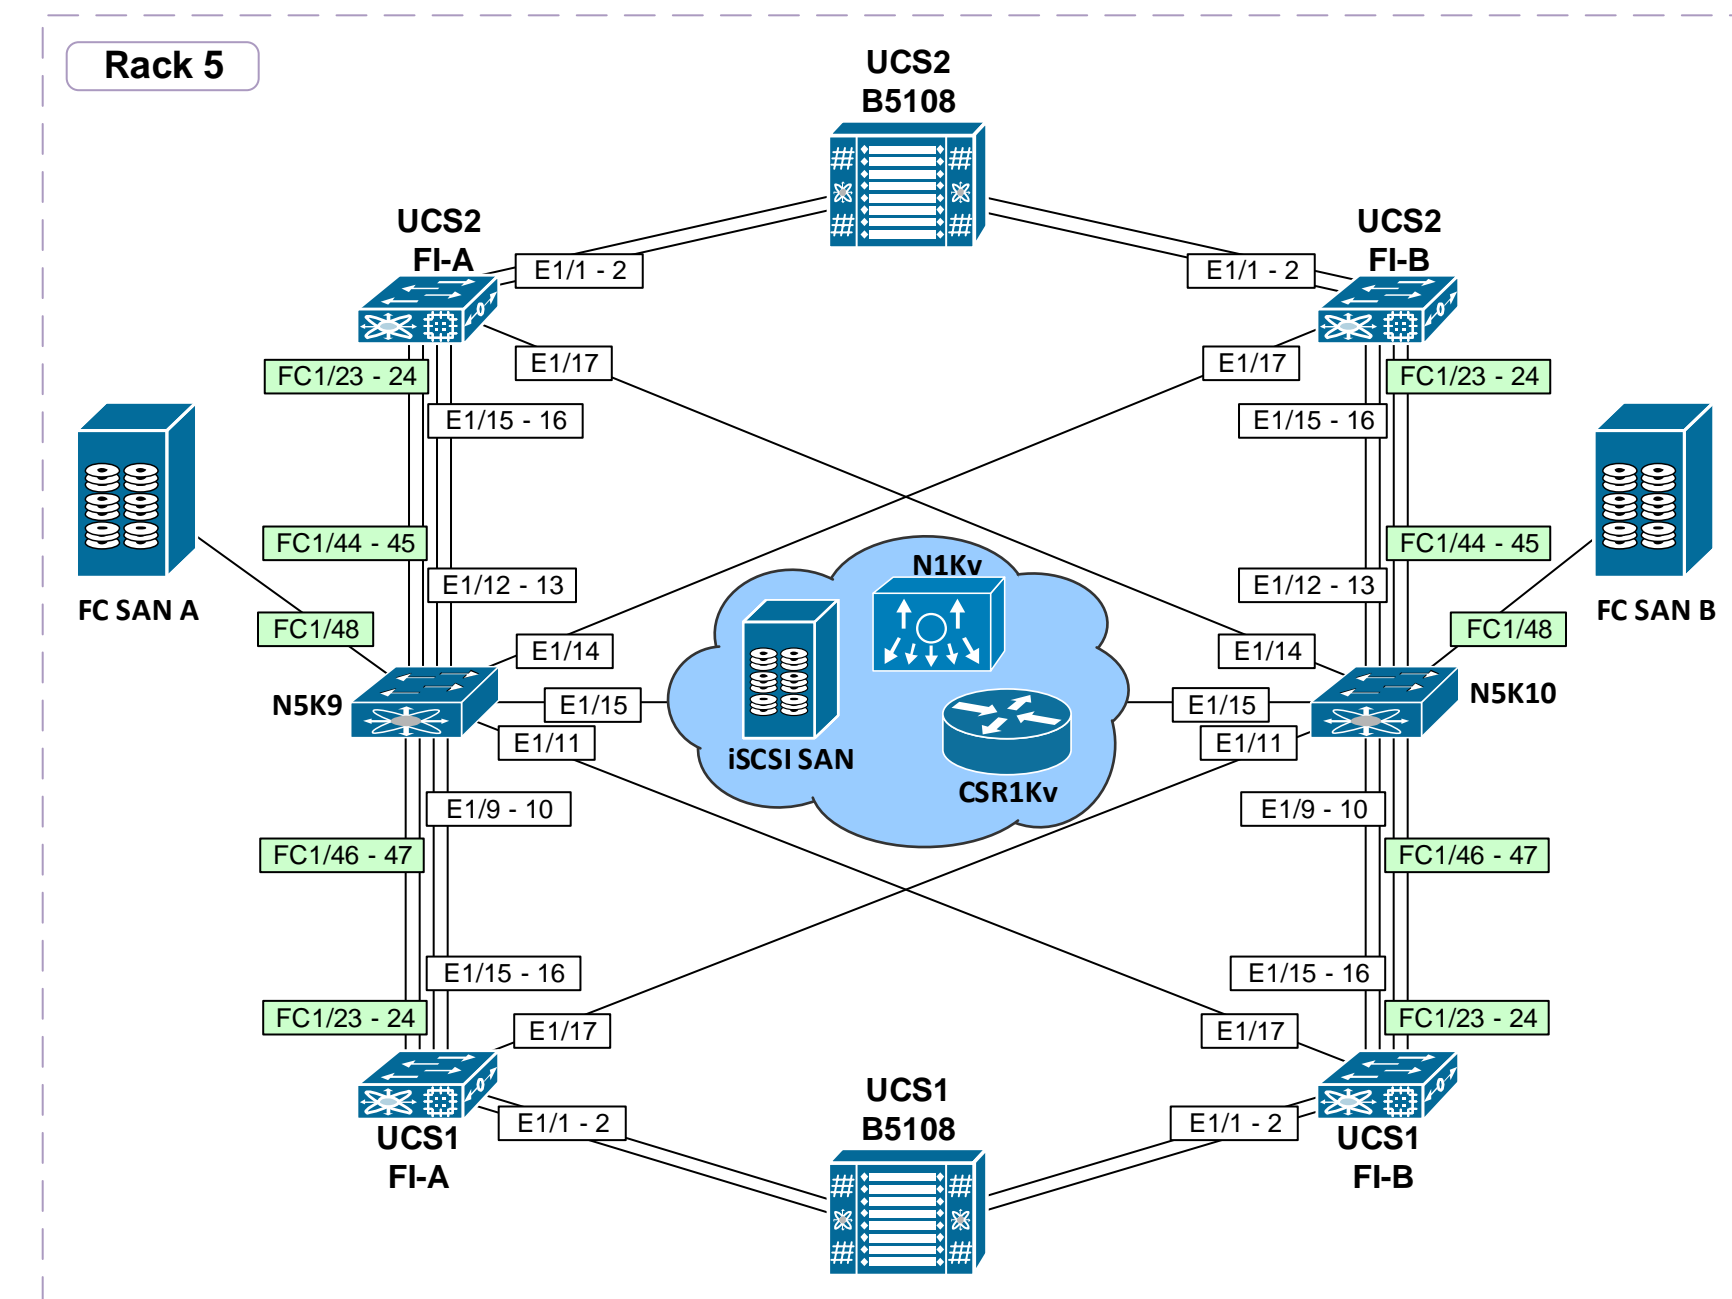 Rack 5
UCS2
B5108
UCS2
FI-A
UCS2
FI-B
E1/1 - 2
E1/1 - 2
E1/17
E1/17
FC1/23 - 24
FC1/23 - 24
E1/15 - 16
E1/15 - 16
FC1/44 - 45
FC1/44 - 45
E1/12 - 13
E1/12 - 13
FC SAN A
FC SAN B
FC1/48
FC1/48
N1Kv
E1/14
E1/14
N5K9
N5K10
E1/15
E1/15
E1/11
E1/11
iSCSI SAN
CSR1Kv
E1/9 - 10
E1/9 - 10
FC1/46 - 47
FC1/46 - 47
E1/15 - 16
E1/15 - 16
FC1/23 - 24
FC1/23 - 24
E1/17
E1/17
UCS1
B5108
E1/1 - 2
E1/1 - 2
UCS1
FI-A
UCS1
FI-B